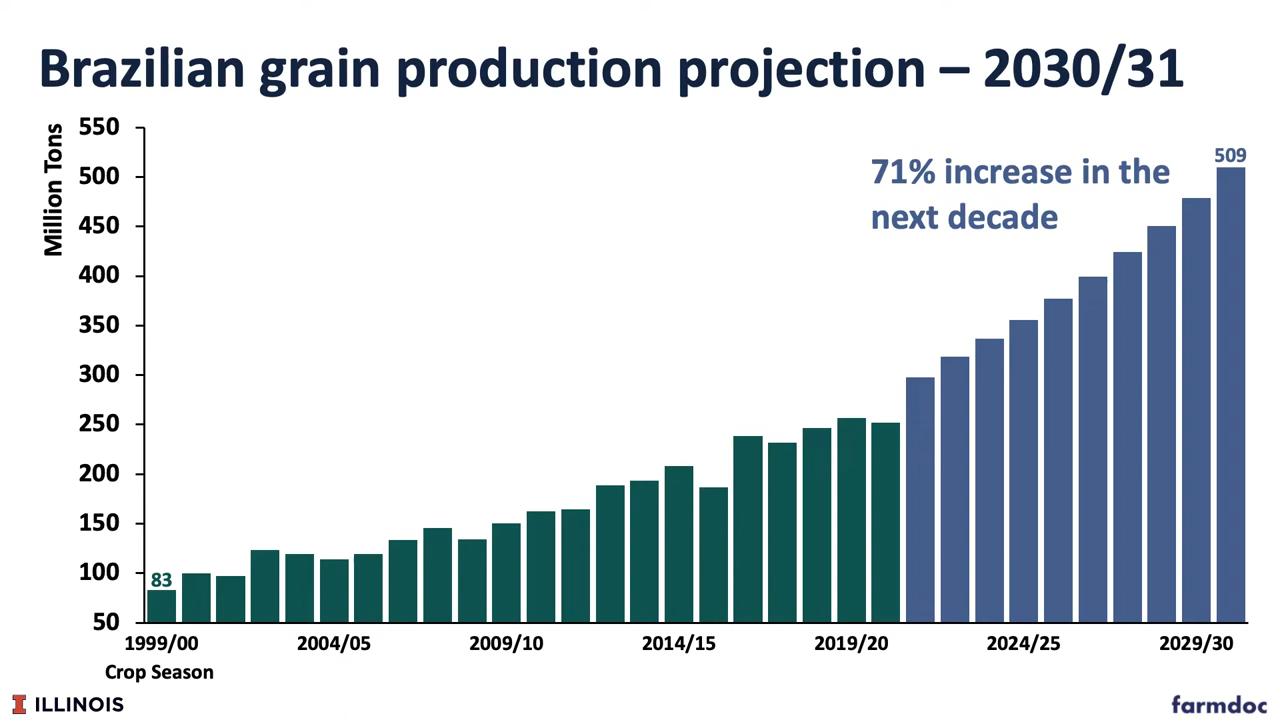 Brazilian grain production projection – 2030/31
Million Tons
550
500
450
400
350
300
250
200
150
100
50
71% increase in the
next decade
509
83
1999/00 2004/05 2009/10 2014/15 2019/20 2024/25 2029/30
Crop Season
I ILLINOIS
farmdoc